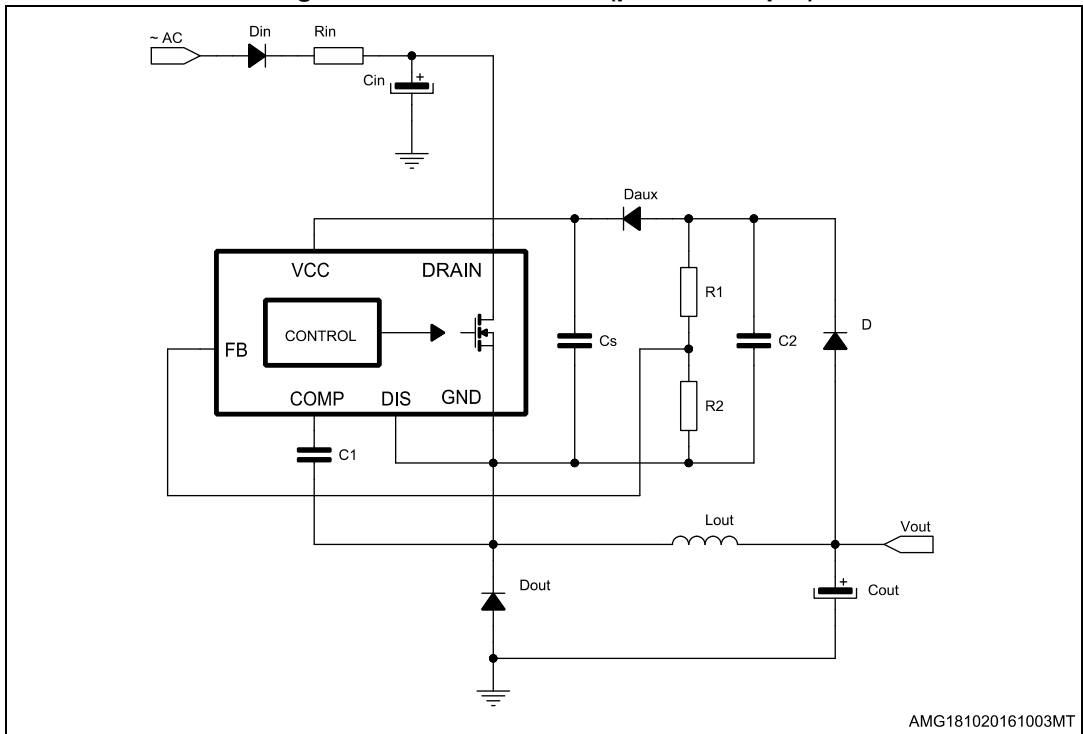 ~ AC
Din
Rin
Cin
+
Daux
VCC
DRAIN
R1
CONTROL
FB
Cs
C2
D
R2
COMP
DIS
GND
C1
Lout
Vout
Dout
+
Cout
AMG181020161003MT